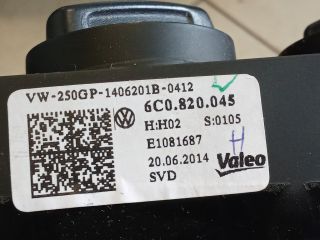 VW-250GP-1406201B-0412
6C0.820.045
H:H02 S:0105
E1081687
H
20.06.2014 Valeo
SVD